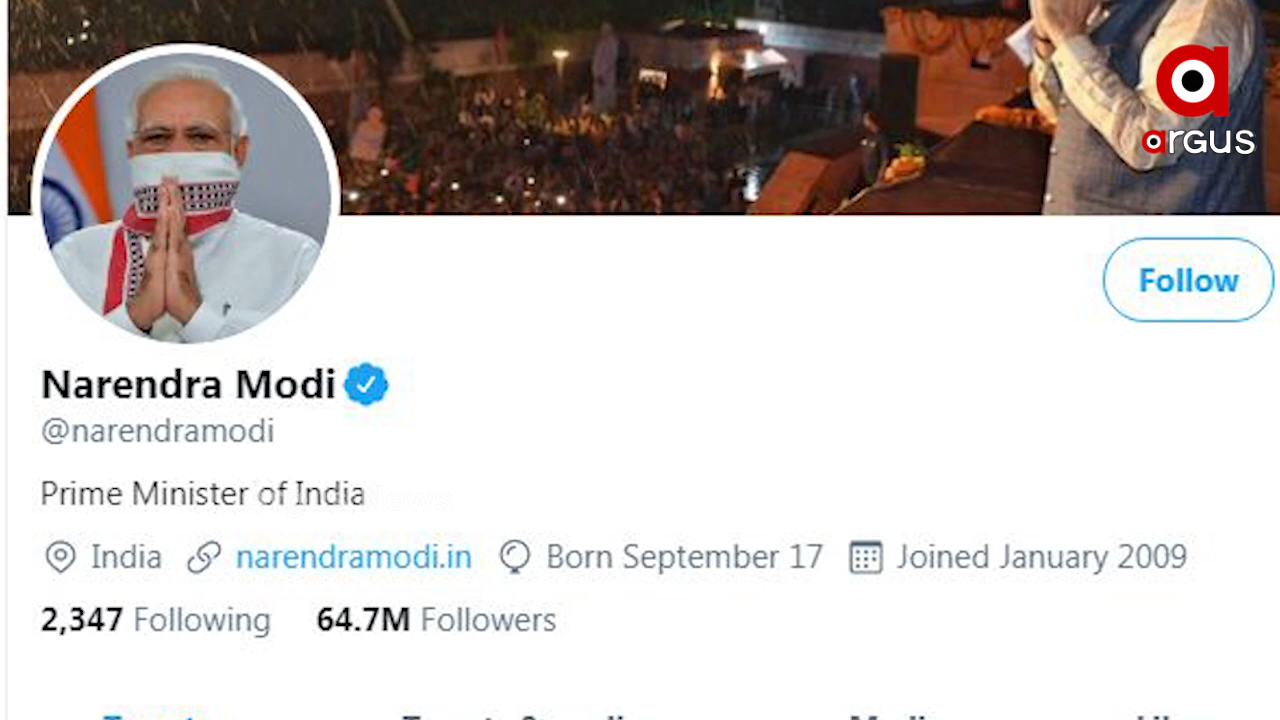 argus
Follow
Narendra Modi
@narendramodi
Prime Minister of India
India narendramodi.in Born September 17 Joined January 2009
2,347 Following 64.7M Followers